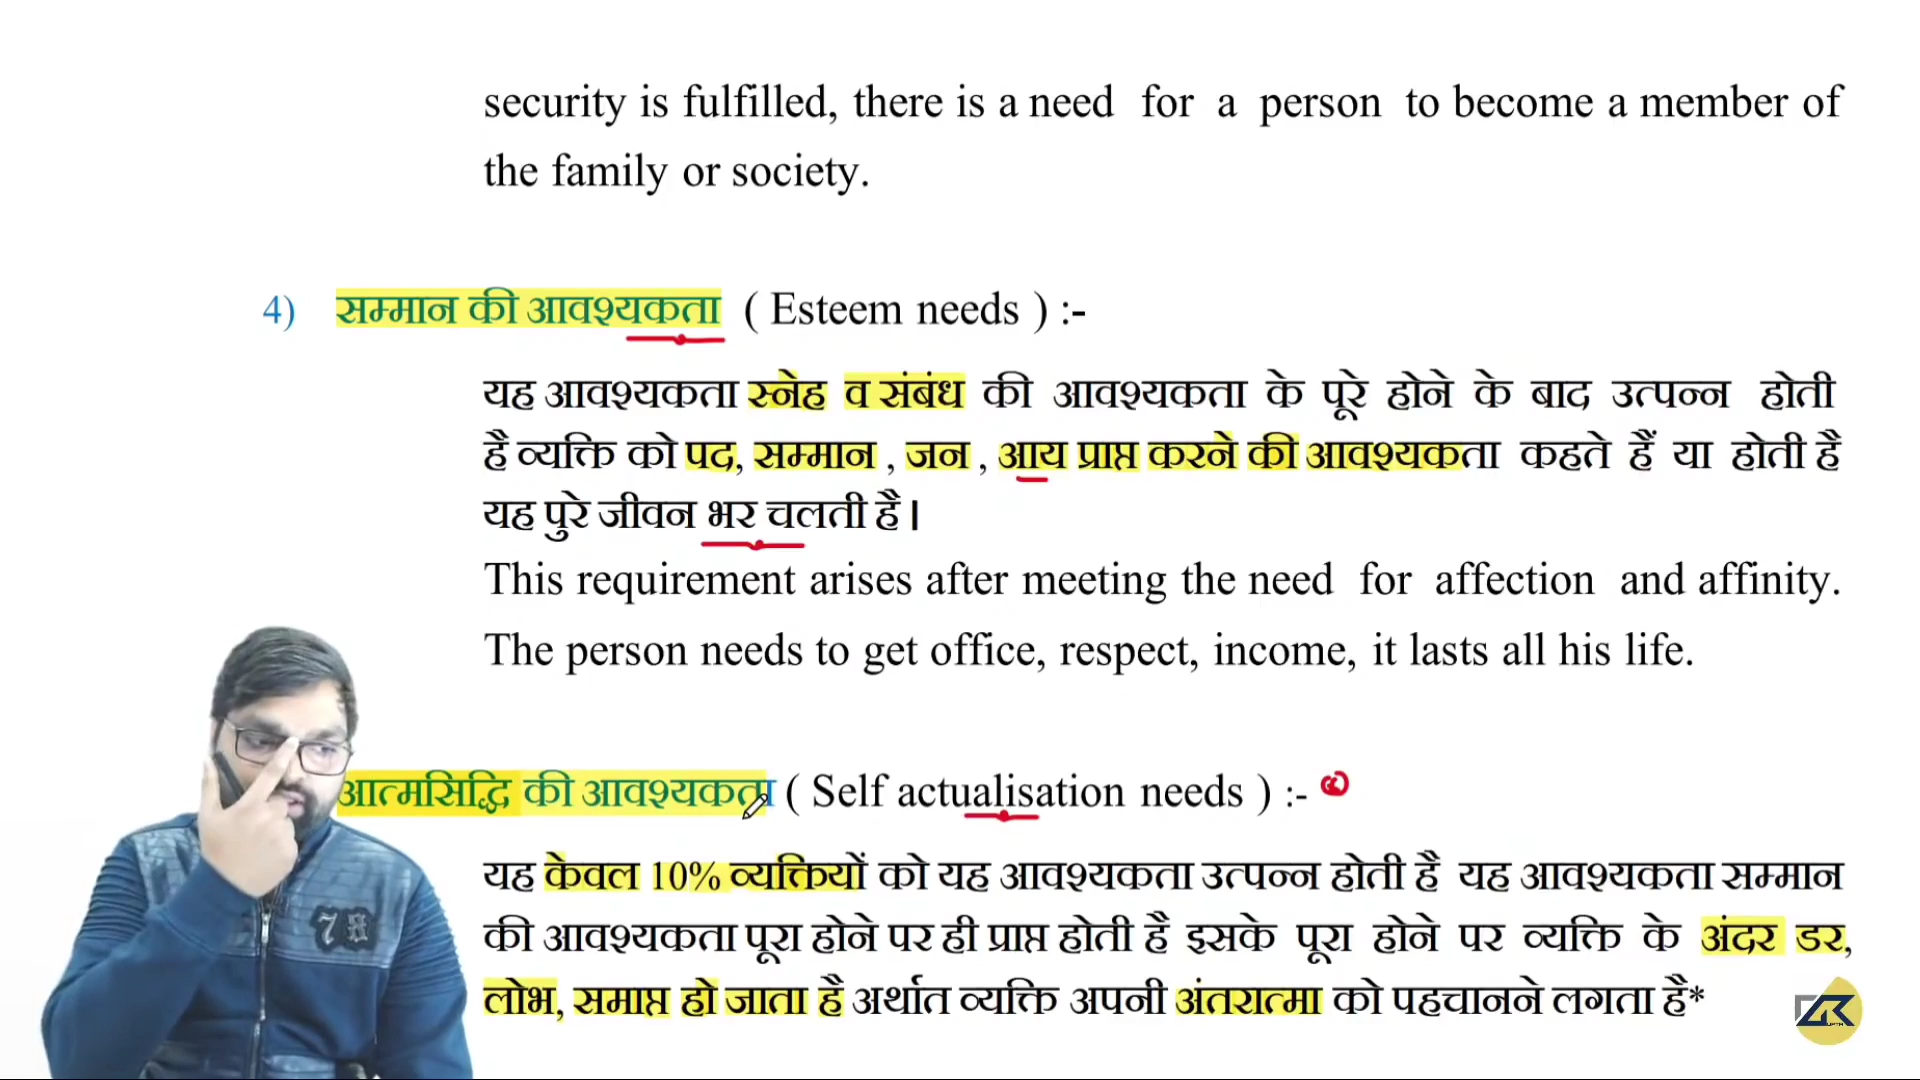 security is fulfilled, there is a need for a person to become a member of
the family or society.
4) सम्मान की आवश्यकता ( Esteem needs ) :-
यह आवश्यकता स्नेह व संबंध की आवश्यकता के पूरे होने के बाद उत्पन्न होती
है व्यक्ति को पद, सम्मान , जन , आय प्राप्त करने की आवश्यकता कहते हैं या होती है
यह पुरे जीवन भर चलती है।
This requirement arises after meeting the need for affection and affinity.
The person needs to get office, respect, income, it lasts all his life.
आत्मसिद्धि की आवश्यकता ( Self actualisation needs ) :-
यह केवल 10% व्यक्तियों को यह आवश्यकता उत्पन्न होती है यह आवश्यकता सम्मान
की आवश्यकता पूरा होने पर ही प्राप्त होती है इसके पूरा होने पर व्यक्ति के अंदर डर,
लोभ, समाप्त हो जाता है अर्थात व्यक्ति अपनी अंतरात्मा को पहचानने लगता है*
78